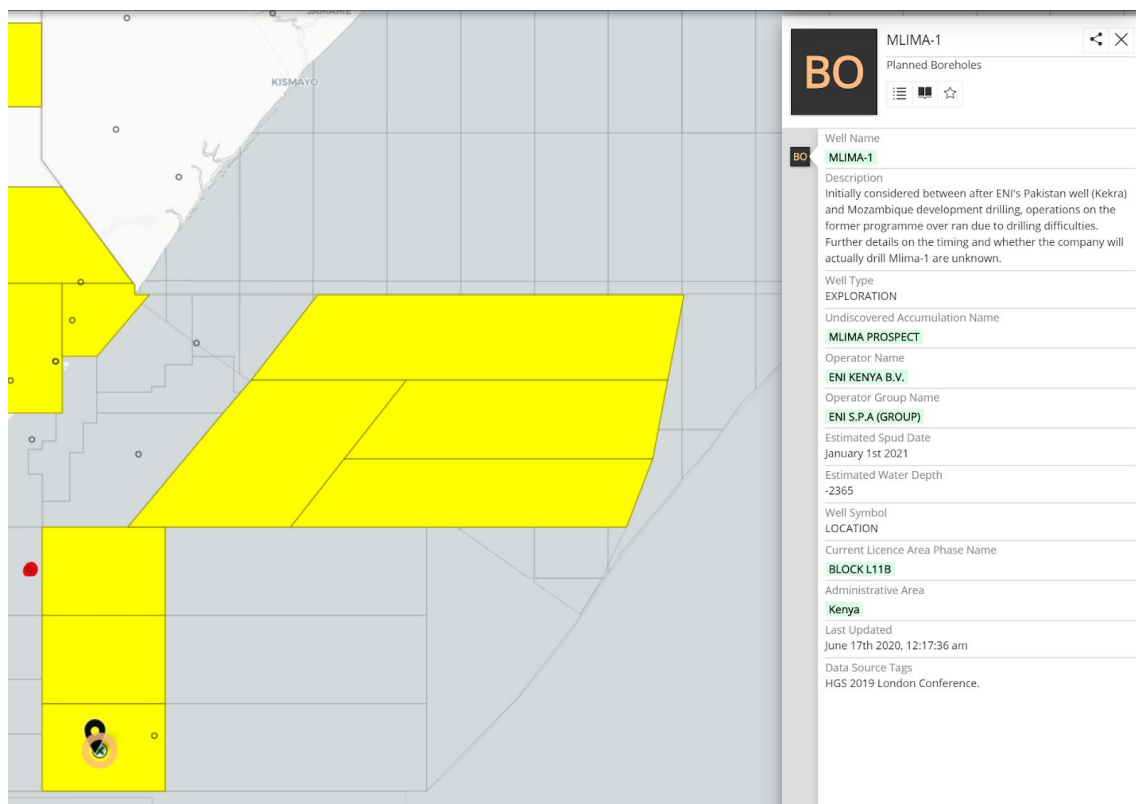 JAMAME
KISMAYO
BO
MLIMA-1
Planned Boreholes
BO
Well Name
MLIMA-1
Description
Initially considered between after ENI's Pakistan well (Kekra)
and Mozambique development drilling, operations on the
former programme over ran due to drilling difficulties.
Further details on the timing and whether the company will
actually drill Mlima-1 are unknown.
Well Type
EXPLORATION
Undiscovered Accumulation Name
MLIMA PROSPECT
Operator Name
ENI KENYA B.V.
Operator Group Name
ENI S.P.A (GROUP)
Estimated Spud Date
January 1st 2021
Estimated Water Depth
-2365
Well Symbol
LOCATION
Current Licence Area Phase Name
BLOCK L11B
Administrative Area
Kenya
Last Updated
June 17th 2020, 12:17:36 am
Data Source Tags
HGS 2019 London Conference.